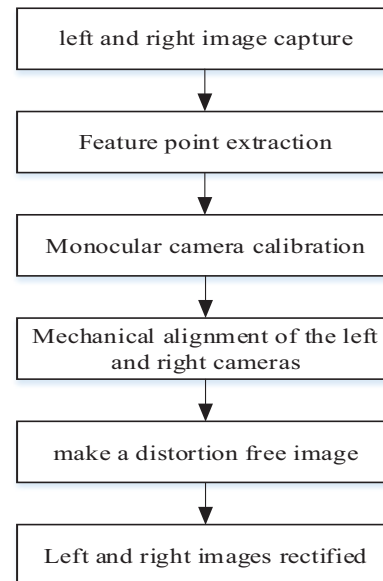 left and right image capture
Feature point extraction
Monocular camera calibration
Mechanical alignment of the left
and right cameras
make a distortion free image
Left and right images rectified